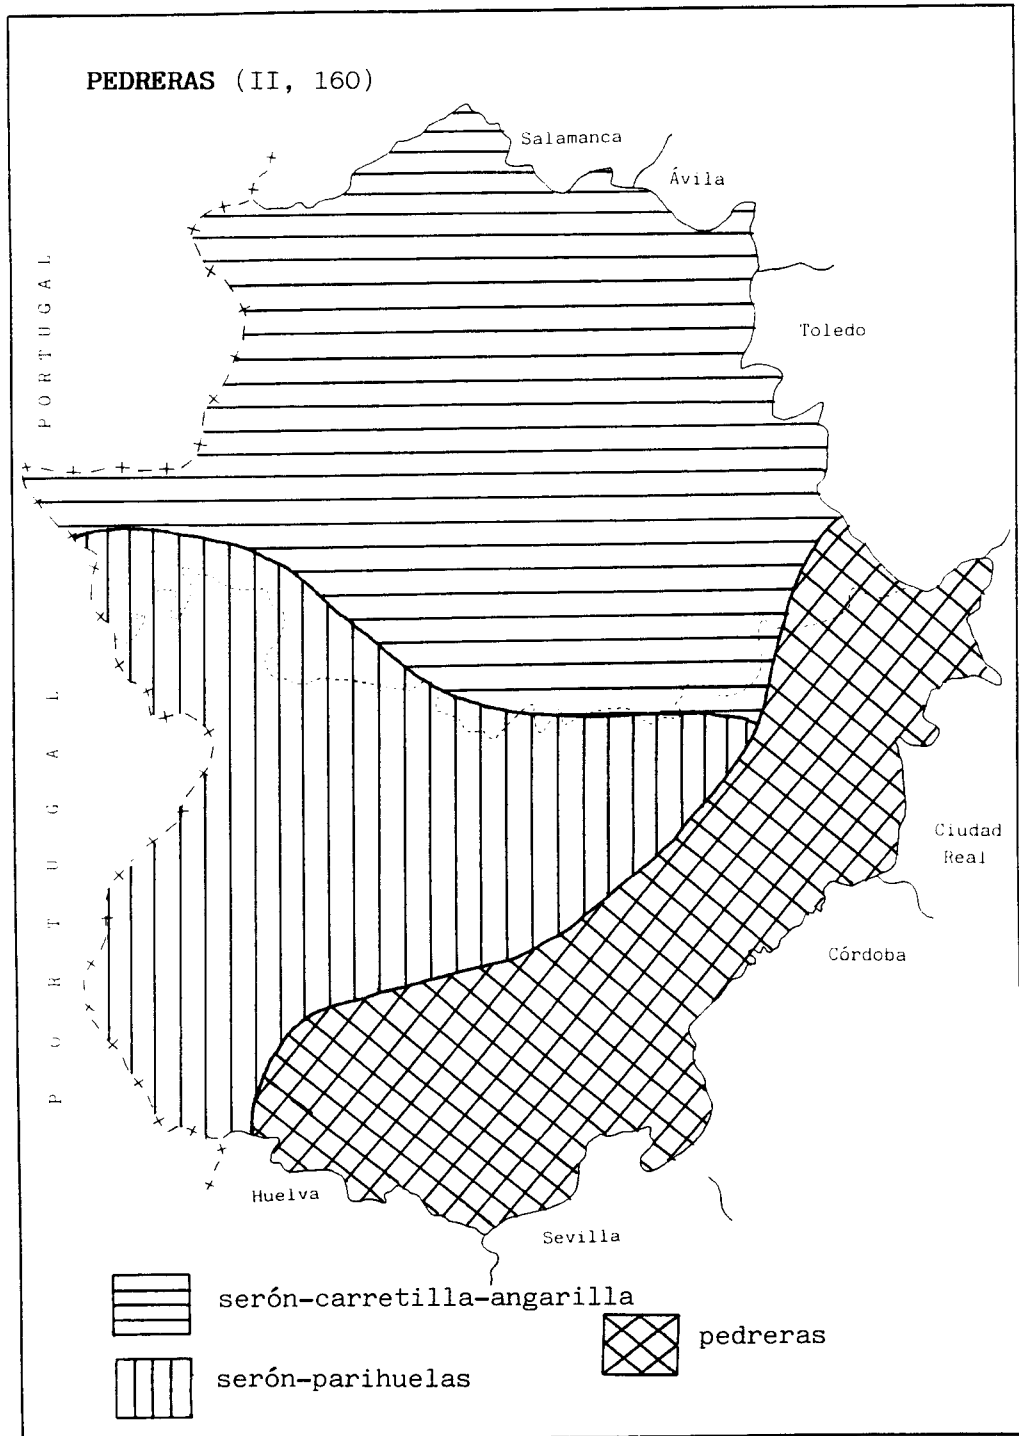 PEDRERAS (II, 160)
Salamanca
Ávila
PORTUGAL
Toledo
PORTUGAL
Ciudad
Real
Córdoba
Huelva
Sevilla
serón-carretilla-angarilla
pedreras
serón-parihuelas